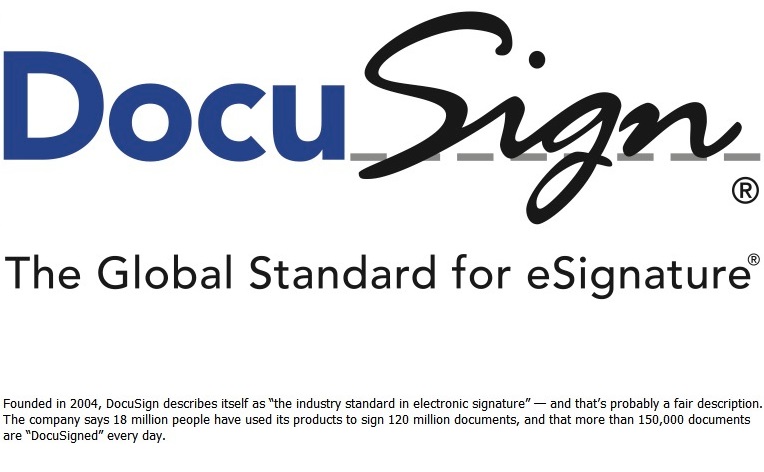 DocuSign®
The Global Standard for eSignature®
Founded in 2004, DocuSign describes itself as “the industry standard in electronic signature” — and that’s probably a fair description.
The company says 18 million people have used its products to sign 120 million documents, and that more than 150,000 documents
are “DocuSigned” every day.